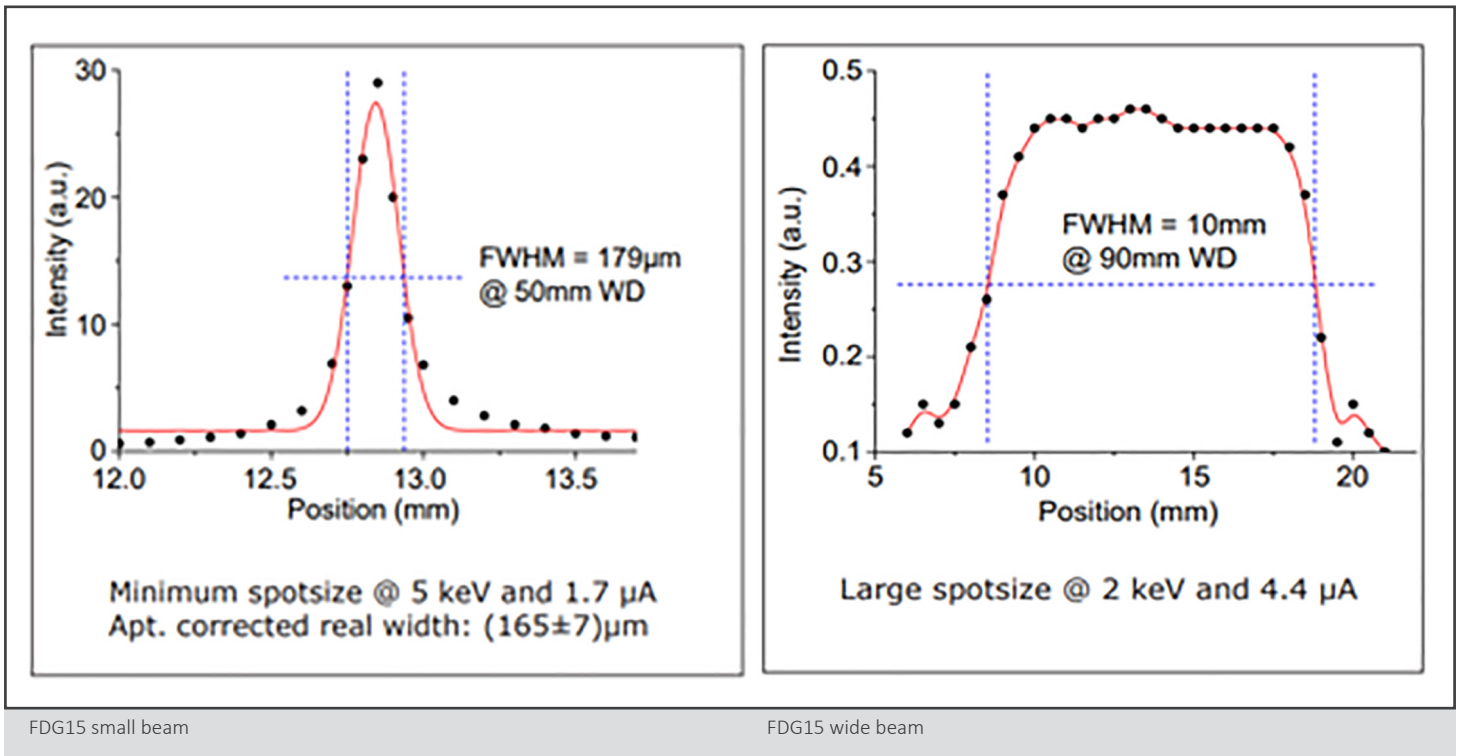 30
20
10
0
12.0 12.5 13.0 13.5
Intensity (a.u.)
Position (mm)
FWHM = 179µm
@ 50mm WD
Minimum spotsize @ 5 keV and 1.7 µA
Apt. corrected real width: (165±7)µm
0.5
0.4
0.3
0.2
0.1
5 10 15 20
Intensity (a.u.)
Position (mm)
FWHM = 10mm
@ 90mm WD
Large spotsize @ 2 keV and 4.4 µA
FDG15 small beam
FDG15 wide beam